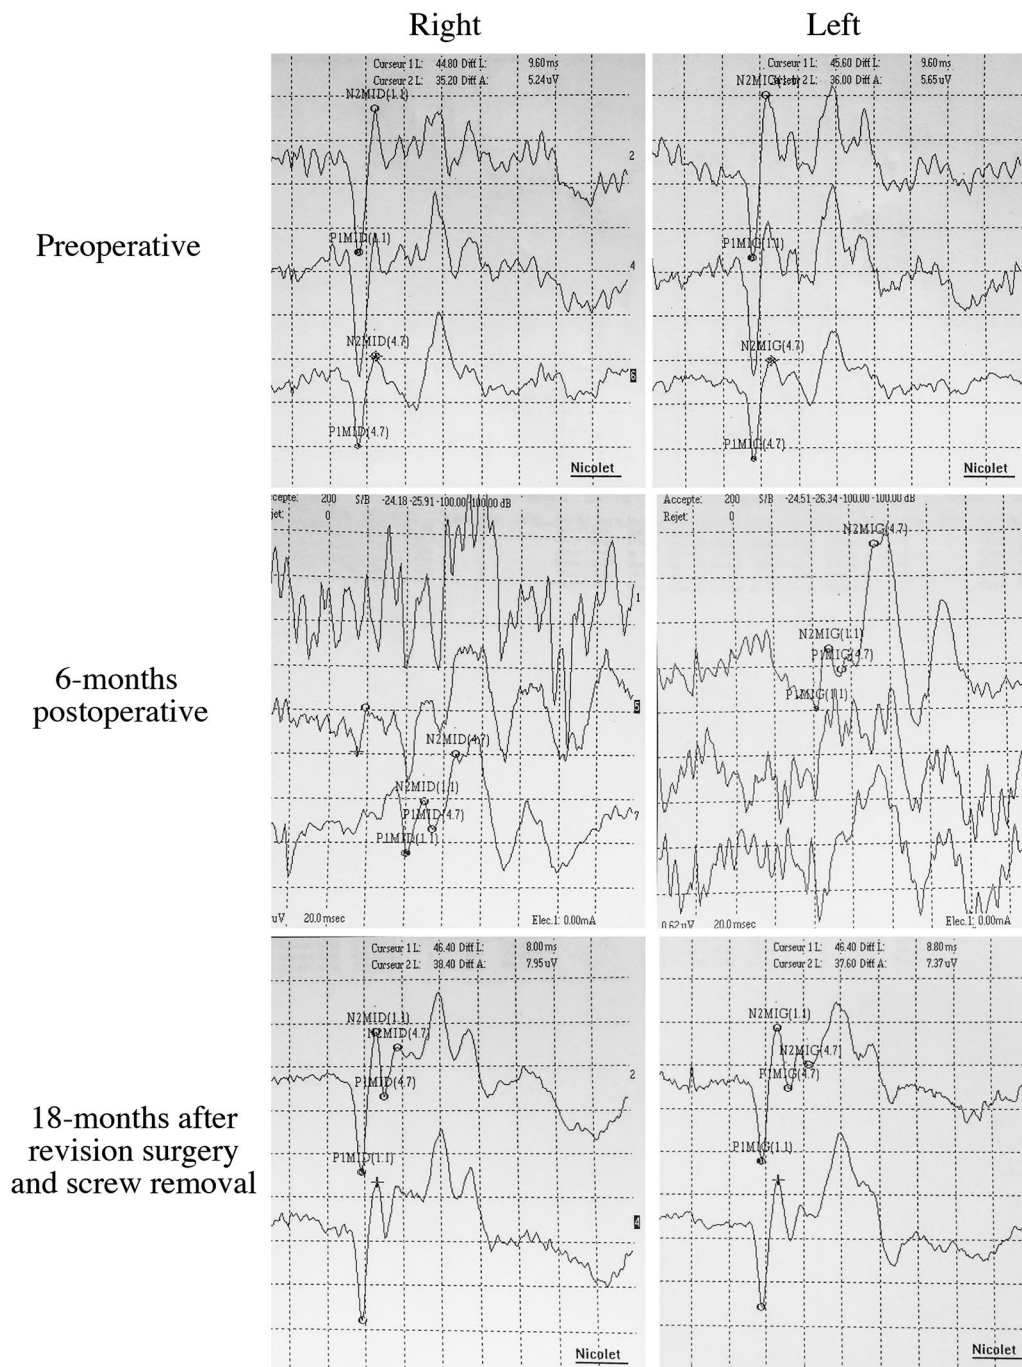 Right
Left
Preoperative
Curseur 1 L: 44.80 Diff L: 9.60 ms
Curseur 2 L: 35.20 Diff A: 5.24 uV
N2MID(1.1)
2
P1MID(1.1)
4
N2MID(4.7)
6
P1MID(4.7)
Nicolet
Curseur 1 L: 45.60 Diff L: 9.60 ms
Curseur 2 L: 36.00 Diff A: 5.65 uV
N2MIG(1.1)
P1MIG(1.1)
N2MIG(4.7)
P1MIG(4.7)
Nicolet
6-months
postoperative
ccepte: 200 S/B -24.18 -25.91 -100.00 -100.00 dB
jet: 0
1
5
N2MID(4.7)
N2MID(1.1)
P1MID(4.7)
7
P1MID(1.1)
uV 20.0 msec Elec.1: 0.00mA
Accepte: 200 S/B -24.51 -26.34 -100.00 -100.00 dB
Rejet: 0
N2MIG(4.7)
N2MIG(1.1)
P1MIG(4.7)
P1MIG(1.1)
0.62 uV 20.0 msec Elec.1: 0.00mA
18-months after
revision surgery
and screw removal
Curseur 1 L: 46.40 Diff L: 8.00 ms
Curseur 2 L: 38.40 Diff A: 7.95 uV
N2MID(1.1)
N2MID(4.7)
2
P1MID(4.7)
P1MID(1.1)
4
Nicolet
Curseur 1 L: 46.40 Diff L: 8.80 ms
Curseur 2 L: 37.60 Diff A: 7.37 uV
N2MIG(1.1)
N2MIG(4.7)
P1MIG(4.7)
P1MIG(1.1)
Nicolet